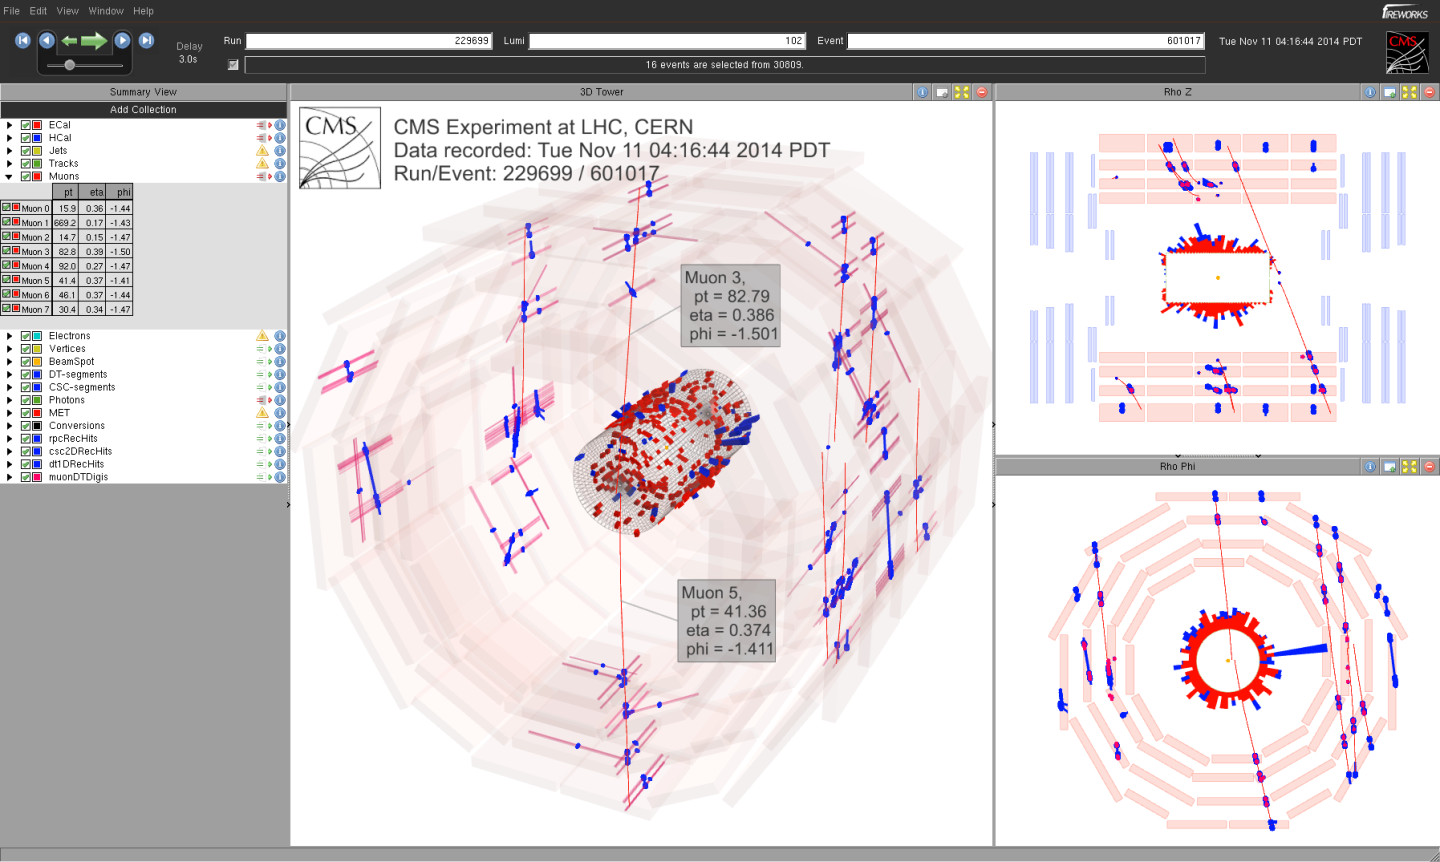 File Edit View Window Help
FIREWORKS
Delay
3.0s
Run 229699 Lumi 102 Event 601017 Tue Nov 11 04:16:44 2014 PDT
16 events are selected from 30809.
CMS
Summary View
Add Collection
ECal
HCal
Jets
Tracks
Muons
pt eta phi
Muon 0 15.9 0.36 -1.44
Muon 1 669.2 0.17 -1.43
Muon 2 14.7 0.15 -1.47
Muon 3 82.8 0.39 -1.50
Muon 4 92.0 0.27 -1.47
Muon 5 41.4 0.37 -1.41
Muon 6 46.1 0.37 -1.44
Muon 7 30.4 0.34 -1.47
Electrons
Vertices
BeamSpot
DT-segments
CSC-segments
Photons
MET
Conversions
rpcRecHits
csc2DRecHits
dt1DRecHits
muonDTDigis
3D Tower
CMS
CMS Experiment at LHC, CERN
Data recorded: Tue Nov 11 04:16:44 2014 PDT
Run/Event: 229699 / 601017
Muon 3,
pt = 82.79
eta = 0.386
phi = -1.501
Muon 5,
pt = 41.36
eta = 0.374
phi = -1.411
Rho Z
Rho Phi